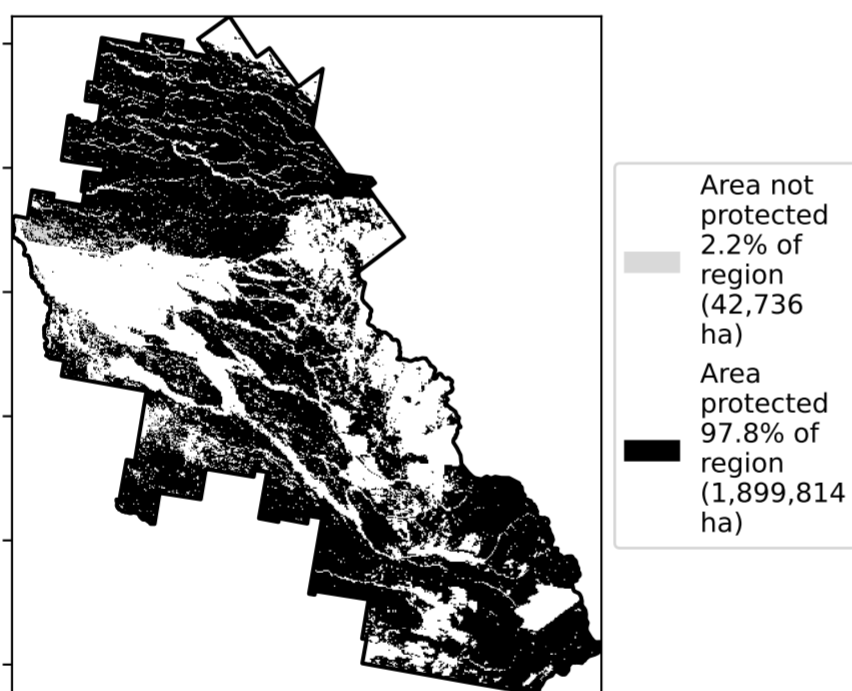 Area not
protected
2.2% of
region
(42,736
ha)
Area
protected
97.8% of
region
(1,899,814
ha)